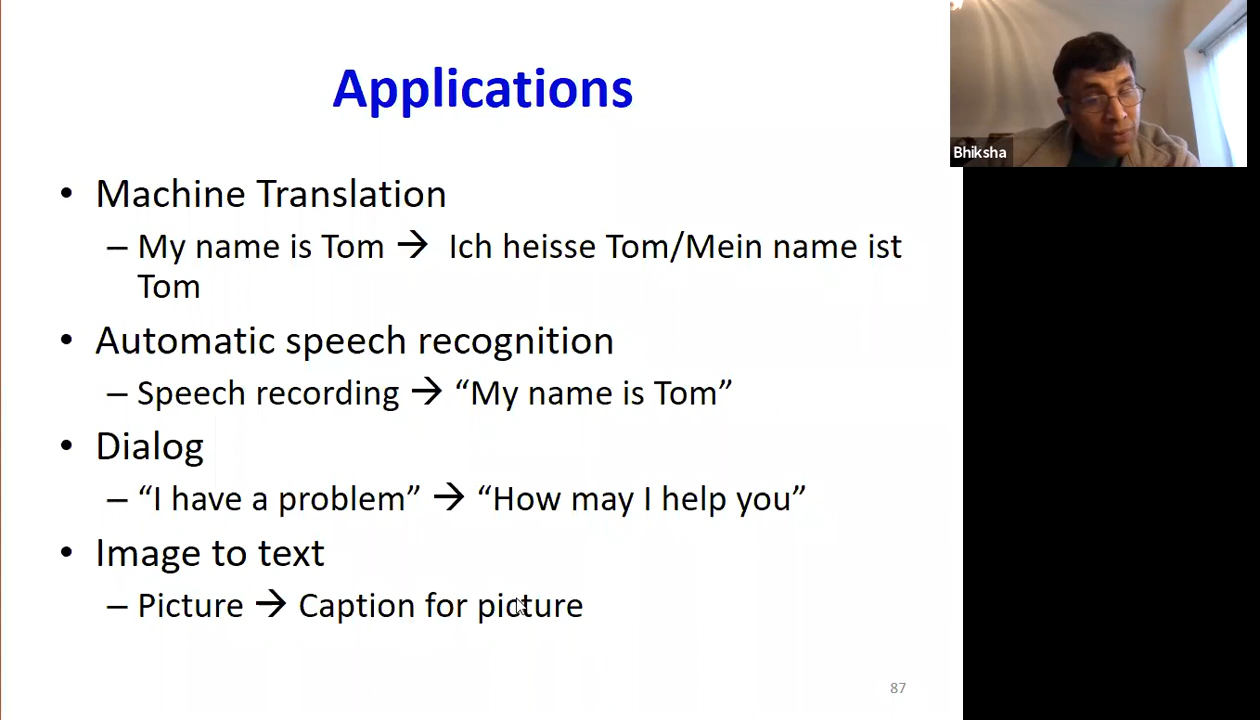 Applications
Bhiksha
• Machine Translation
– My name is Tom → Ich heisse Tom/Mein name ist
Tom
• Automatic speech recognition
– Speech recording → “My name is Tom”
• Dialog
– “I have a problem” → “How may I help you”
• Image to text
– Picture → Caption for picture
87